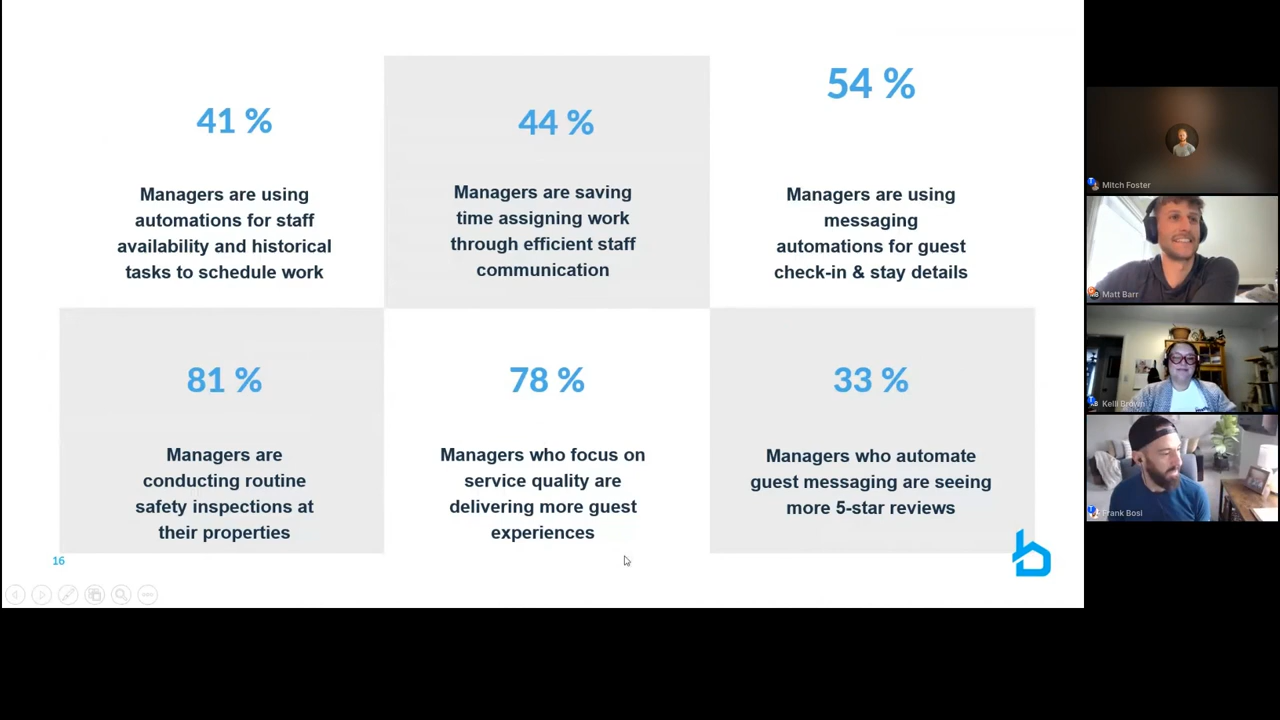 41 %
Managers are using
automations for staff
availability and historical
tasks to schedule work
44 %
Managers are saving
time assigning work
through efficient staff
communication
54 %
Managers are using
messaging
automations for guest
check-in & stay details
81 %
Managers are
conducting routine
safety inspections at
their properties
78 %
Managers who focus on
service quality are
delivering more guest
experiences
33 %
Managers who automate
guest messaging are seeing
more 5-star reviews
16
Mitch Foster
Matt Barr
Kelli Brown
Frank Bosi